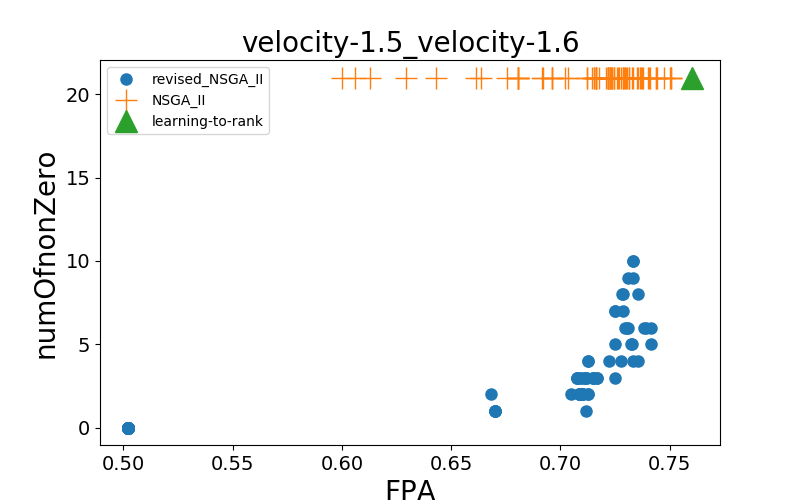 velocity-1.5_velocity-1.6
revised_NSGA_II
NSGA_II
learning-to-rank
numOfnonZero
20
15
10
5
0
0.50 0.55 0.60 0.65 0.70 0.75
FPA